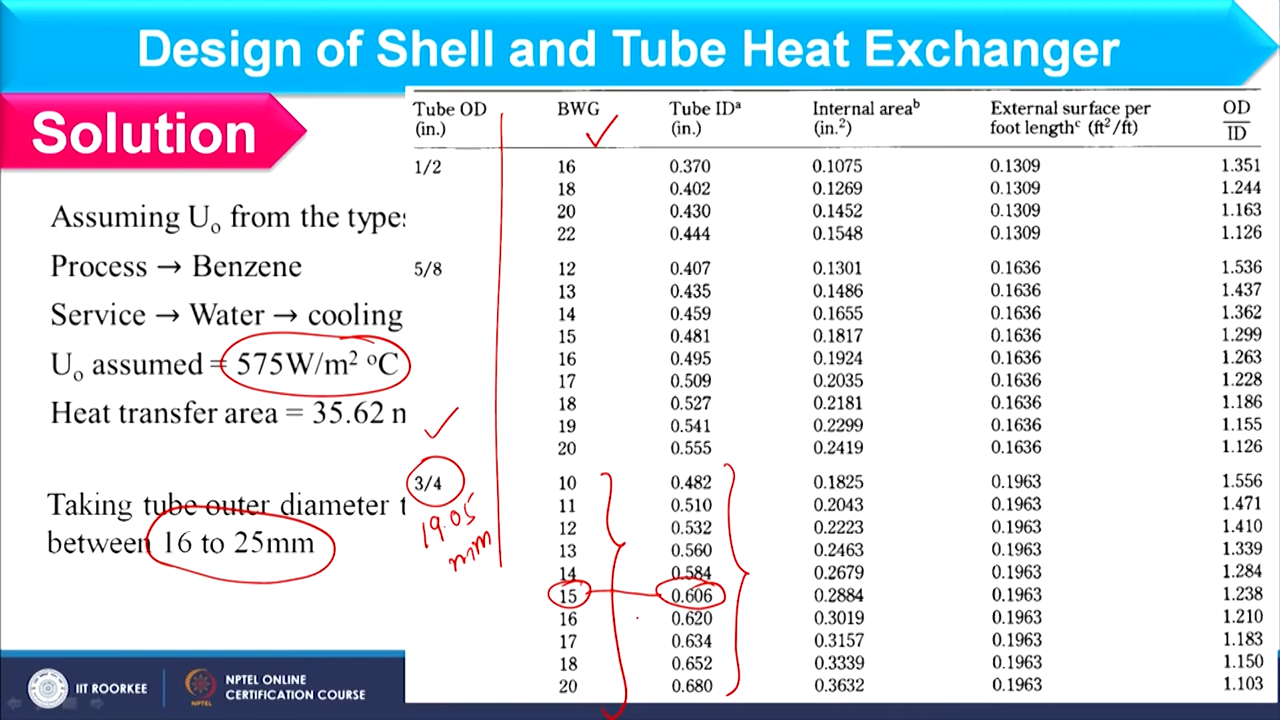 Design of Shell and Tube Heat Exchanger
Solution
Assuming Uo from the types
Process → Benzene
Service → Water → cooling
Uo assumed = 575W/m² °C
Heat transfer area = 35.62 m
Taking tube outer diameter t
between 16 to 25mm
Tube OD (in.) BWG Tube IDᵃ (in.) Internal areaᵇ (in.²) External surface per foot lengthᶜ (ft²/ft) OD/ID
1/2 16 0.370 0.1075 0.1309 1.351
18 0.402 0.1269 0.1309 1.244
20 0.430 0.1452 0.1309 1.163
22 0.444 0.1548 0.1309 1.126
5/8 12 0.407 0.1301 0.1636 1.536
13 0.435 0.1486 0.1636 1.437
14 0.459 0.1655 0.1636 1.362
15 0.481 0.1817 0.1636 1.299
16 0.495 0.1924 0.1636 1.263
17 0.509 0.2035 0.1636 1.228
18 0.527 0.2181 0.1636 1.186
19 0.541 0.2299 0.1636 1.155
20 0.555 0.2419 0.1636 1.126
3/4 10 0.482 0.1825 0.1963 1.556
11 0.510 0.2043 0.1963 1.471
12 0.532 0.2223 0.1963 1.410
13 0.560 0.2463 0.1963 1.339
14 0.584 0.2679 0.1963 1.284
15 0.606 0.2884 0.1963 1.238
16 0.620 0.3019 0.1963 1.210
17 0.634 0.3157 0.1963 1.183
18 0.652 0.3339 0.1963 1.150
20 0.680 0.3632 0.1963 1.103
19.05
mm
IIT ROORKEE
NPTEL
NPTEL ONLINE
CERTIFICATION COURSE